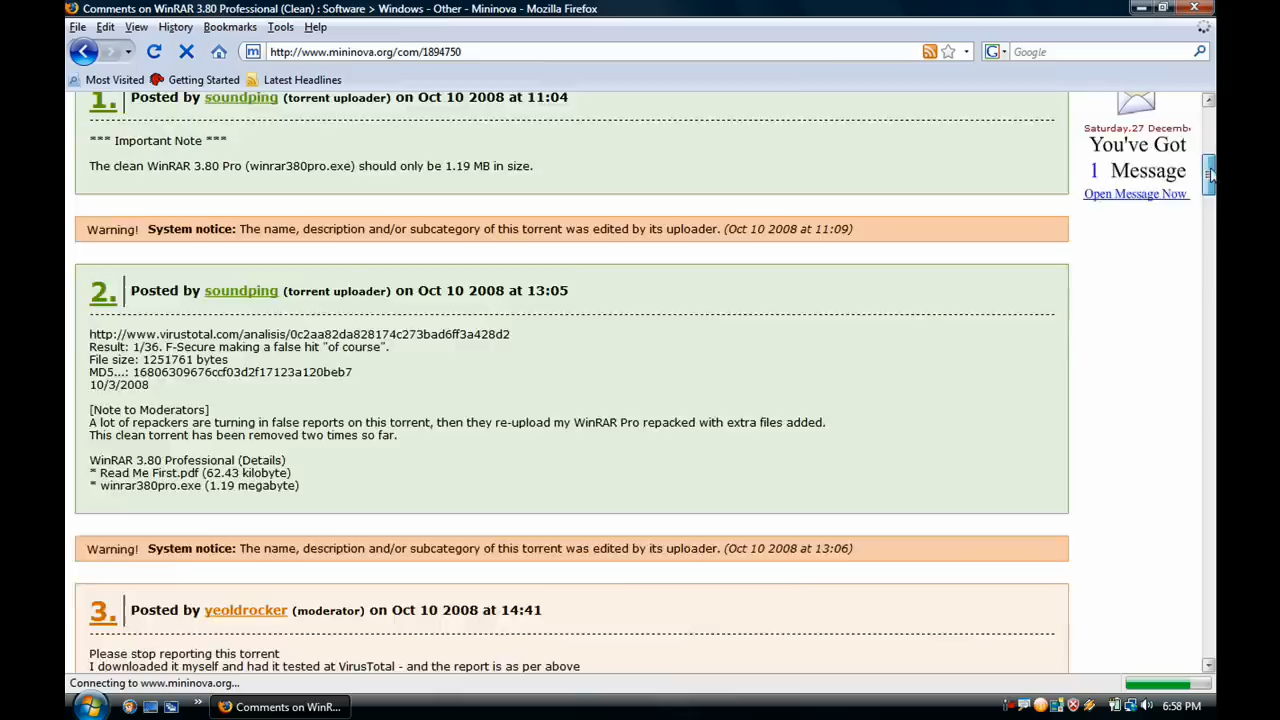 Comments on WinRAR 3.80 Professional (Clean) : Software > Windows - Other - Mininova - Mozilla Firefox
File Edit View History Bookmarks Tools Help
http://www.mininova.org/com/1894750
Google
Most Visited Getting Started Latest Headlines
1. Posted by soundping (torrent uploader) on Oct 10 2008 at 11:04
*** Important Note ***
The clean WinRAR 3.80 Pro (winrar380pro.exe) should only be 1.19 MB in size.
Saturday,27 Decemb
You've Got
1 Message
Open Message Now
Warning! System notice: The name, description and/or subcategory of this torrent was edited by its uploader. (Oct 10 2008 at 11:09)
2. Posted by soundping (torrent uploader) on Oct 10 2008 at 13:05
http://www.virustotal.com/analisis/0c2aa82da828174c273bad6ff3a428d2
Result: 1/36. F-Secure making a false hit "of course".
File size: 1251761 bytes
MD5...: 16806309676ccf03d2f17123a120beb7
10/3/2008
[Note to Moderators]
A lot of repackers are turning in false reports on this torrent, then they re-upload my WinRAR Pro repacked with extra files added.
This clean torrent has been removed two times so far.
WinRAR 3.80 Professional (Details)
* Read Me First.pdf (62.43 kilobyte)
* winrar380pro.exe (1.19 megabyte)
Warning! System notice: The name, description and/or subcategory of this torrent was edited by its uploader. (Oct 10 2008 at 13:06)
3. Posted by yeoldrocker (moderator) on Oct 10 2008 at 14:41
Please stop reporting this torrent
I downloaded it myself and had it tested at VirusTotal - and the report is as per above
Connecting to www.mininova.org...
Comments on WinR...
6:58 PM